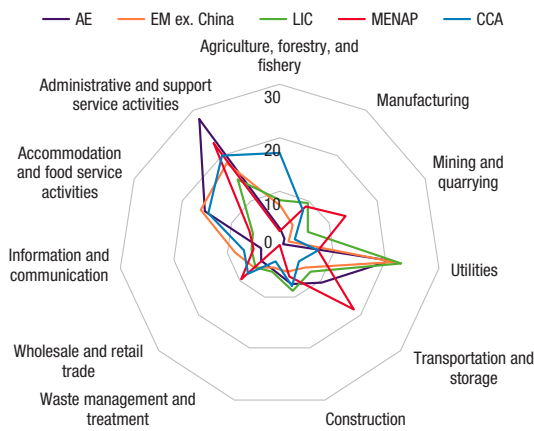 AE EM ex. China LIC MENAP CCA
Agriculture, forestry, and
fishery
Administrative and support
service activities
30
Manufacturing
20
Accommodation
and food service
activities
Mining and
quarrying
10
0
Information and
communication
Utilities
Wholesale and retail
trade
Transportation and
storage
Waste management and
treatment
Construction